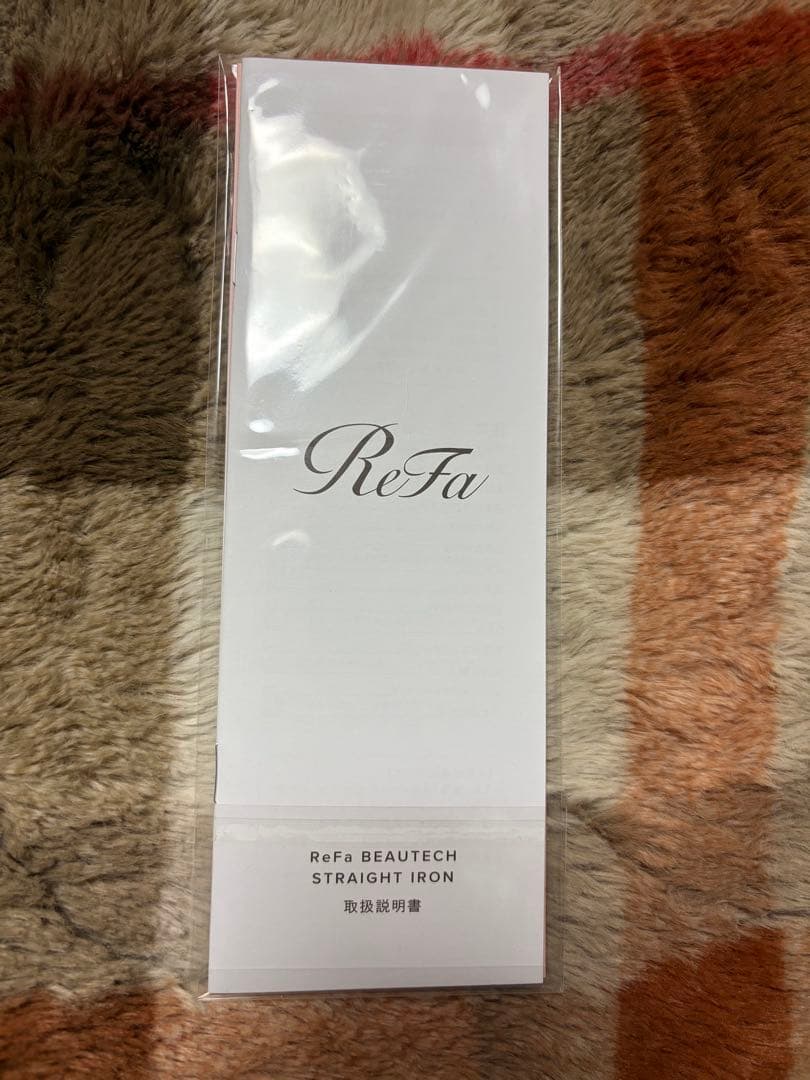 ReFa
ReFa BEAUTECH
STRAIGHT IRON
取扱説明書